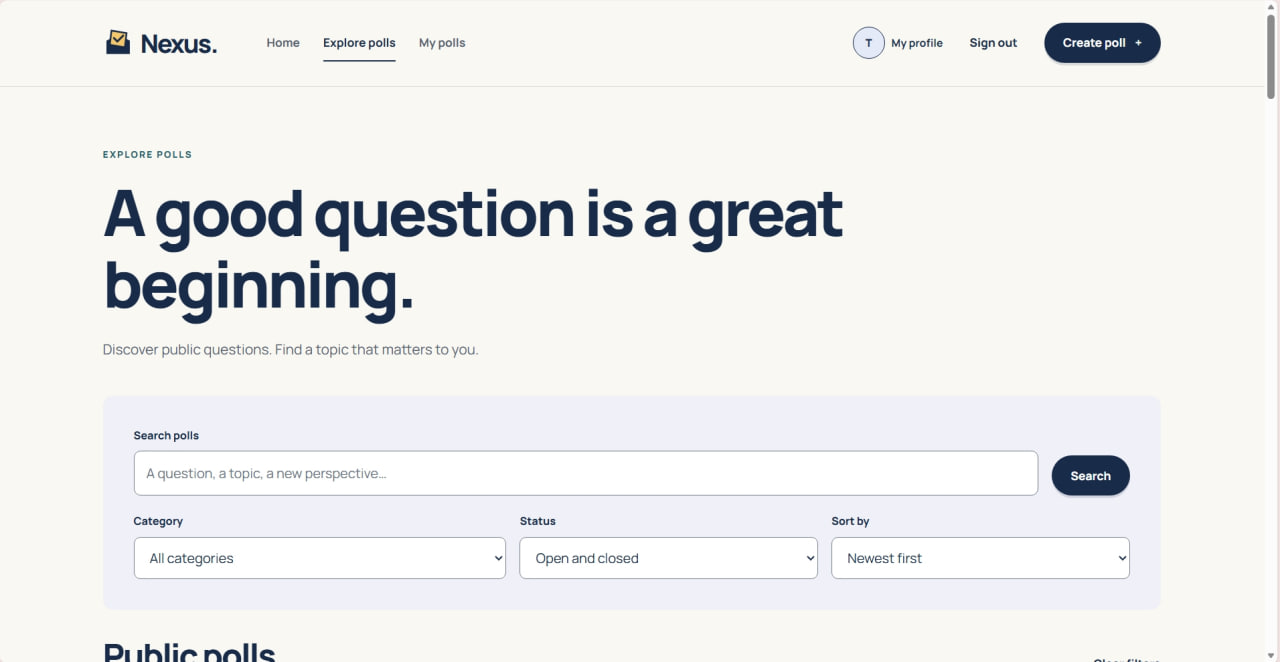 Nexus.
Home
Explore polls
My polls
T
My profile
Sign out
Create poll +
EXPLORE POLLS
A good question is a great
beginning.
Discover public questions. Find a topic that matters to you.
Search polls
A question, a topic, a new perspective...
Search
Category
Status
Sort by
All categories
Open and closed
Newest first
Public polls
Clear filters